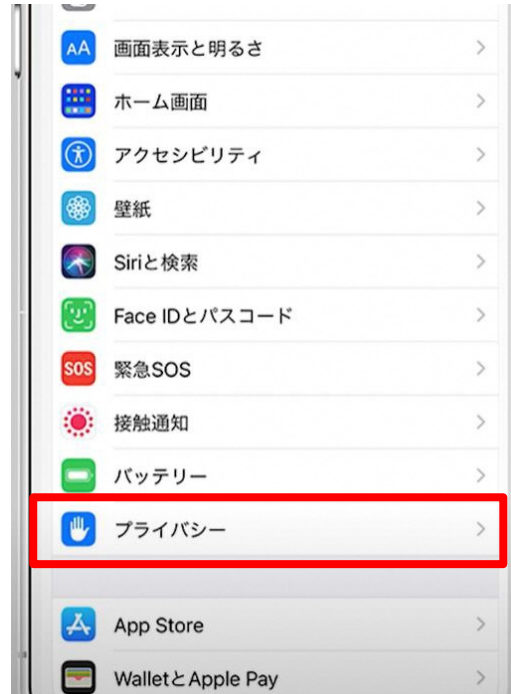 AA
画面表示と明るさ
ホーム画面
アクセシビリティ
壁紙
Siriと検索
Face IDとパスコード
SOS
緊急SOS
接触通知
バッテリー
プライバシー
App Store
WalletとApple Pay